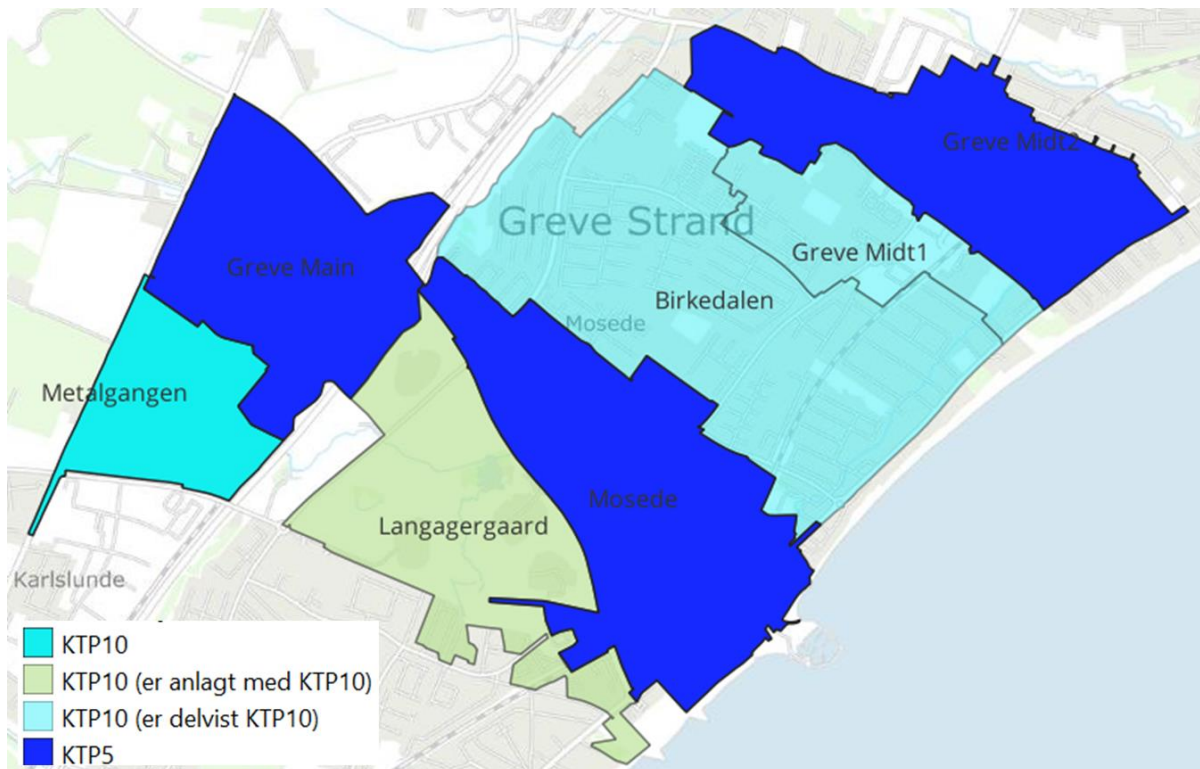 Greve Midt2
Greve Strand
Greve Midt1
Greve Main
Birkedalen
Mosede
Metalgangen
Mosede
Langagergaard
Karlslunde
KTP10
KTP10 (er anlagt med KTP10)
KTP10 (er delvist KTP10)
KTP5